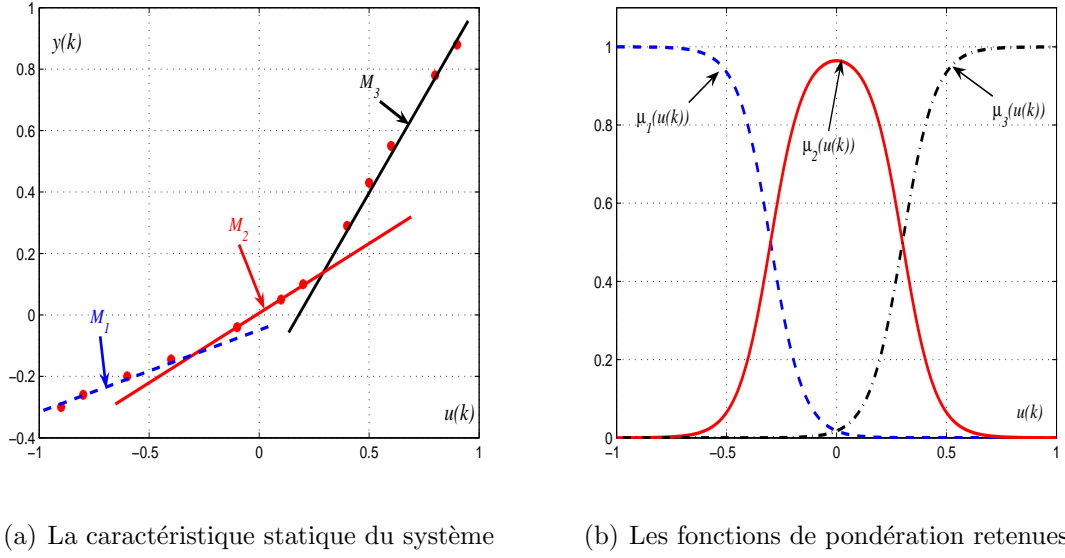 y(k)
M3
M2
M1
u(k)
1
0.8
0.6
0.4
0.2
0
−0.2
−0.4
−1
−0.5
0
0.5
1
μ1(u(k))
μ2(u(k))
μ3(u(k))
u(k)
1
0.8
0.6
0.4
0.2
0
−1
−0.5
0
0.5
1
(a) La caractéristique statique du système
(b) Les fonctions de pondération retenues